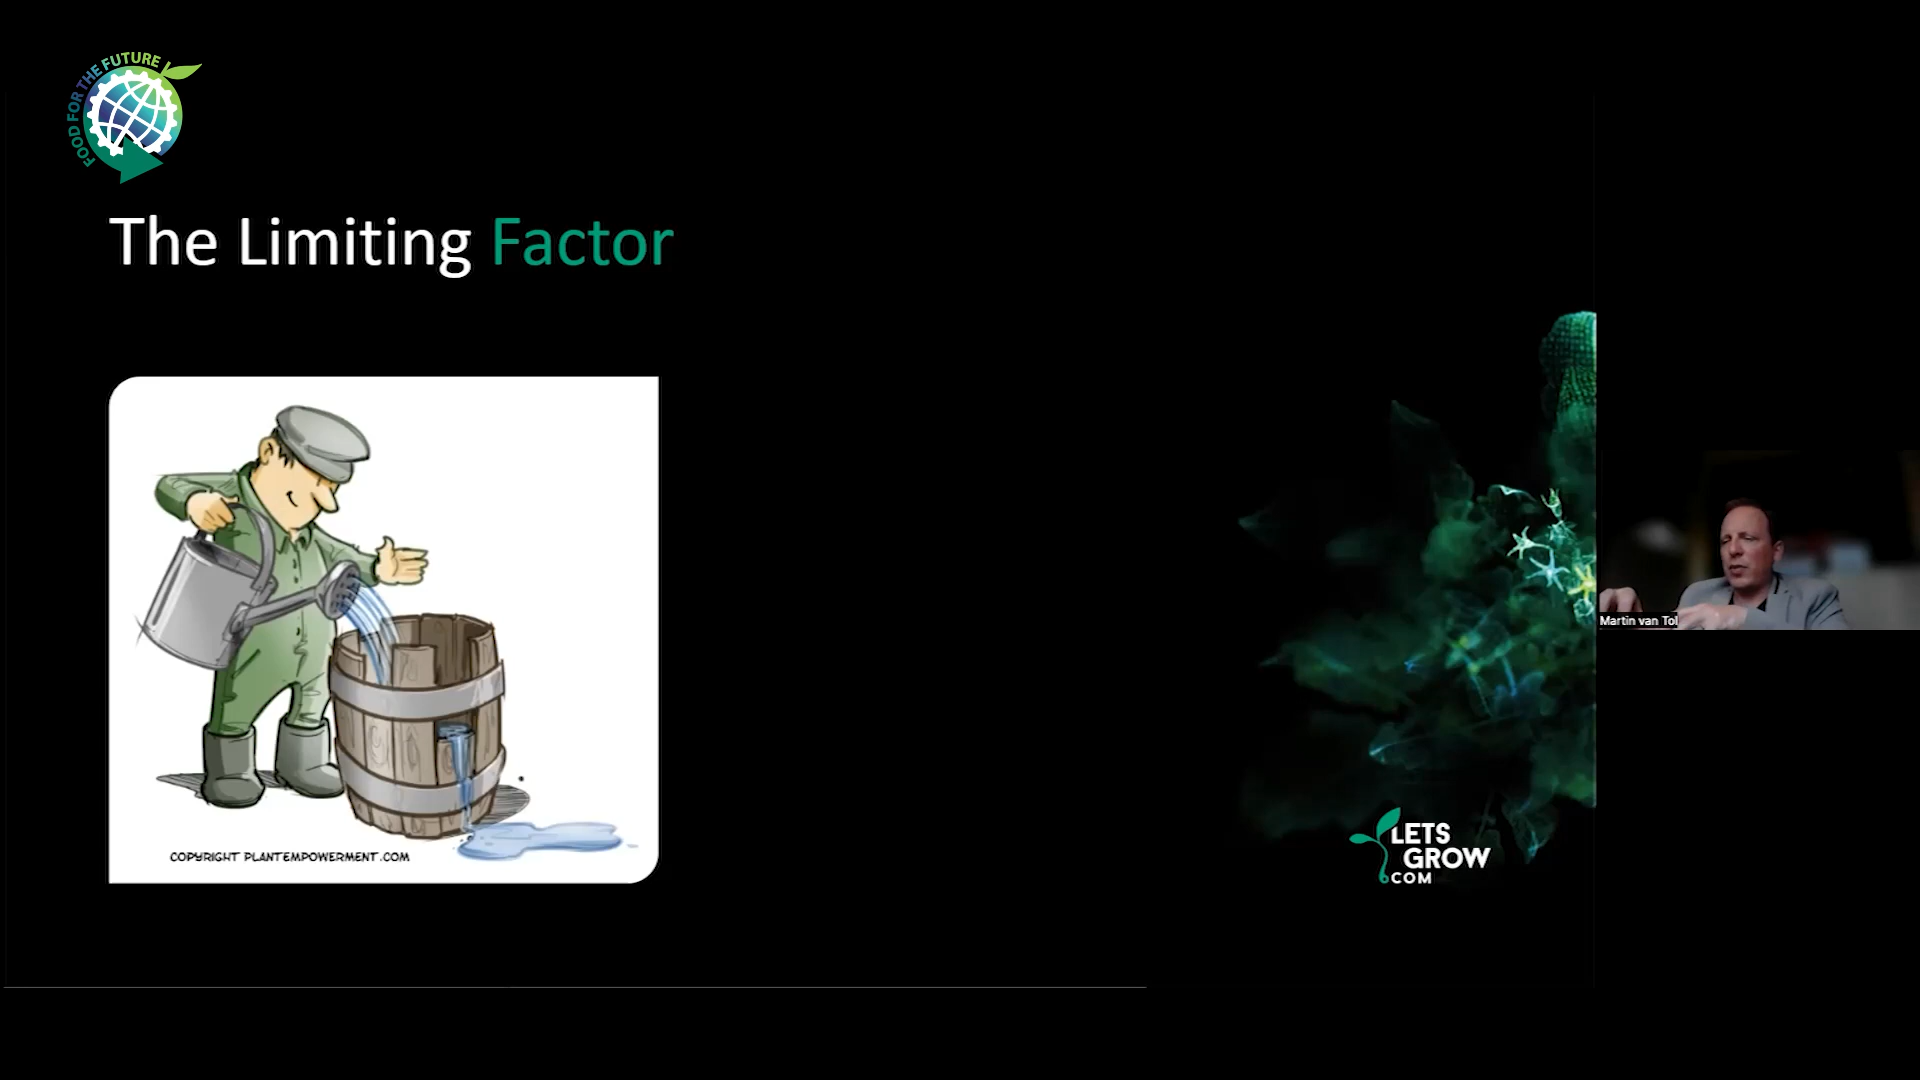 FOOD FOR THE FUTURE
The Limiting Factor
Martin van Tol
COPYRIGHT PLANTEMPOWERMENT.COM
LETS
GROW
.COM